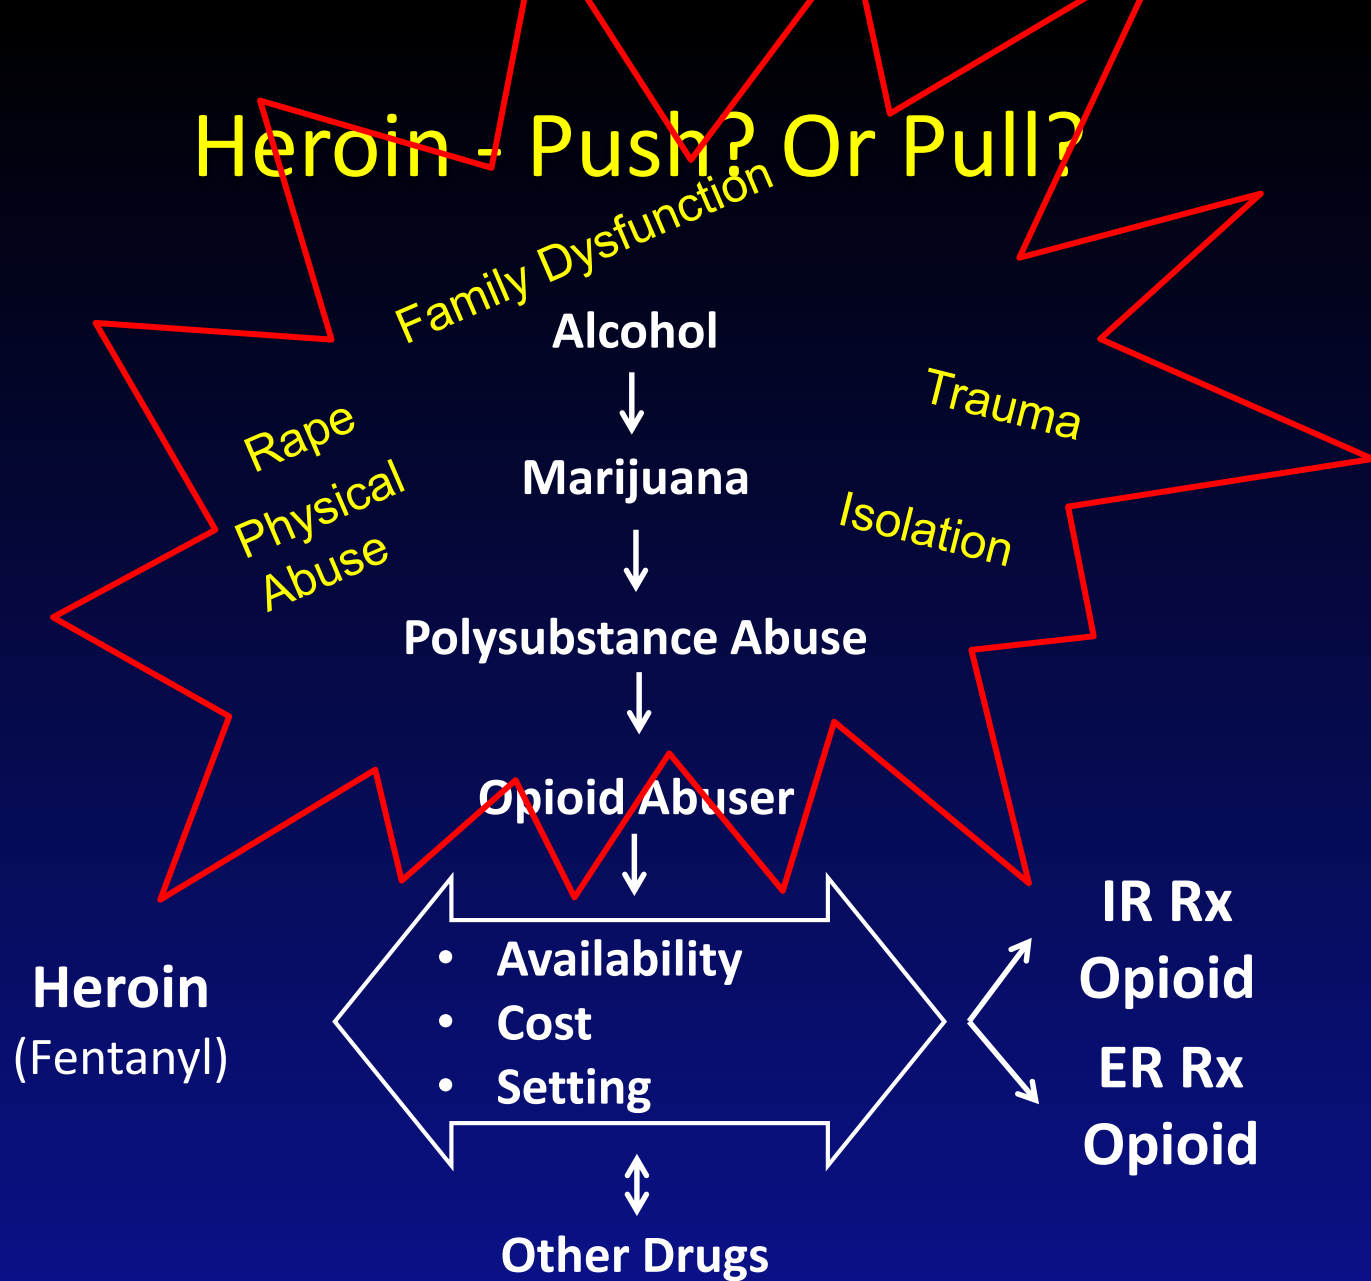 Heroin - Push? Or Pull?
Family Dysfunction
Alcohol
Trauma
Rape
Marijuana
Physical
Abuse
Isolation
Polysubstance Abuse
Opioid Abuser
IR Rx
Opioid
• Availability
Heroin
• Cost
(Fentanyl)
ER Rx
• Setting
Opioid
Other Drugs